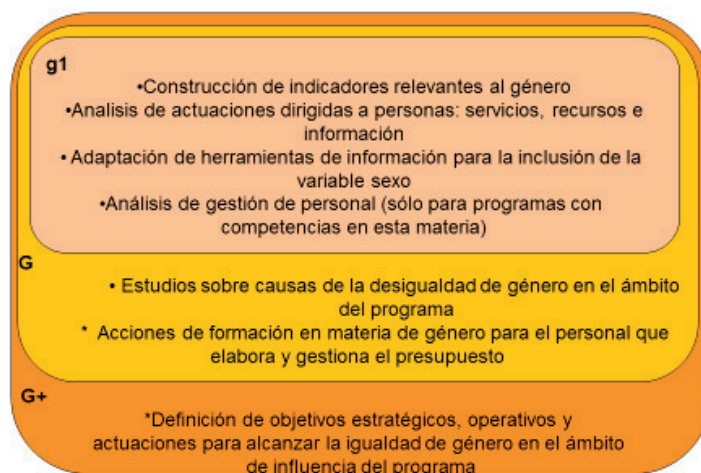 g1
•Construcción de indicadores relevantes al género
•Analisis de actuaciones dirigidas a personas: servicios, recursos e
información
• Adaptación de herramientas de información para la inclusión de la
variable sexo
•Análisis de gestión de personal (sólo para programas con
competencias en esta materia)
G
• Estudios sobre causas de la desigualdad de género en el ámbito
del programa
* Acciones de formación en materia de género para el personal que
elabora y gestiona el presupuesto
G+
*Definición de objetivos estratégicos, operativos y
actuaciones para alcanzar la igualdad de género en el ámbito
de influencia del programa